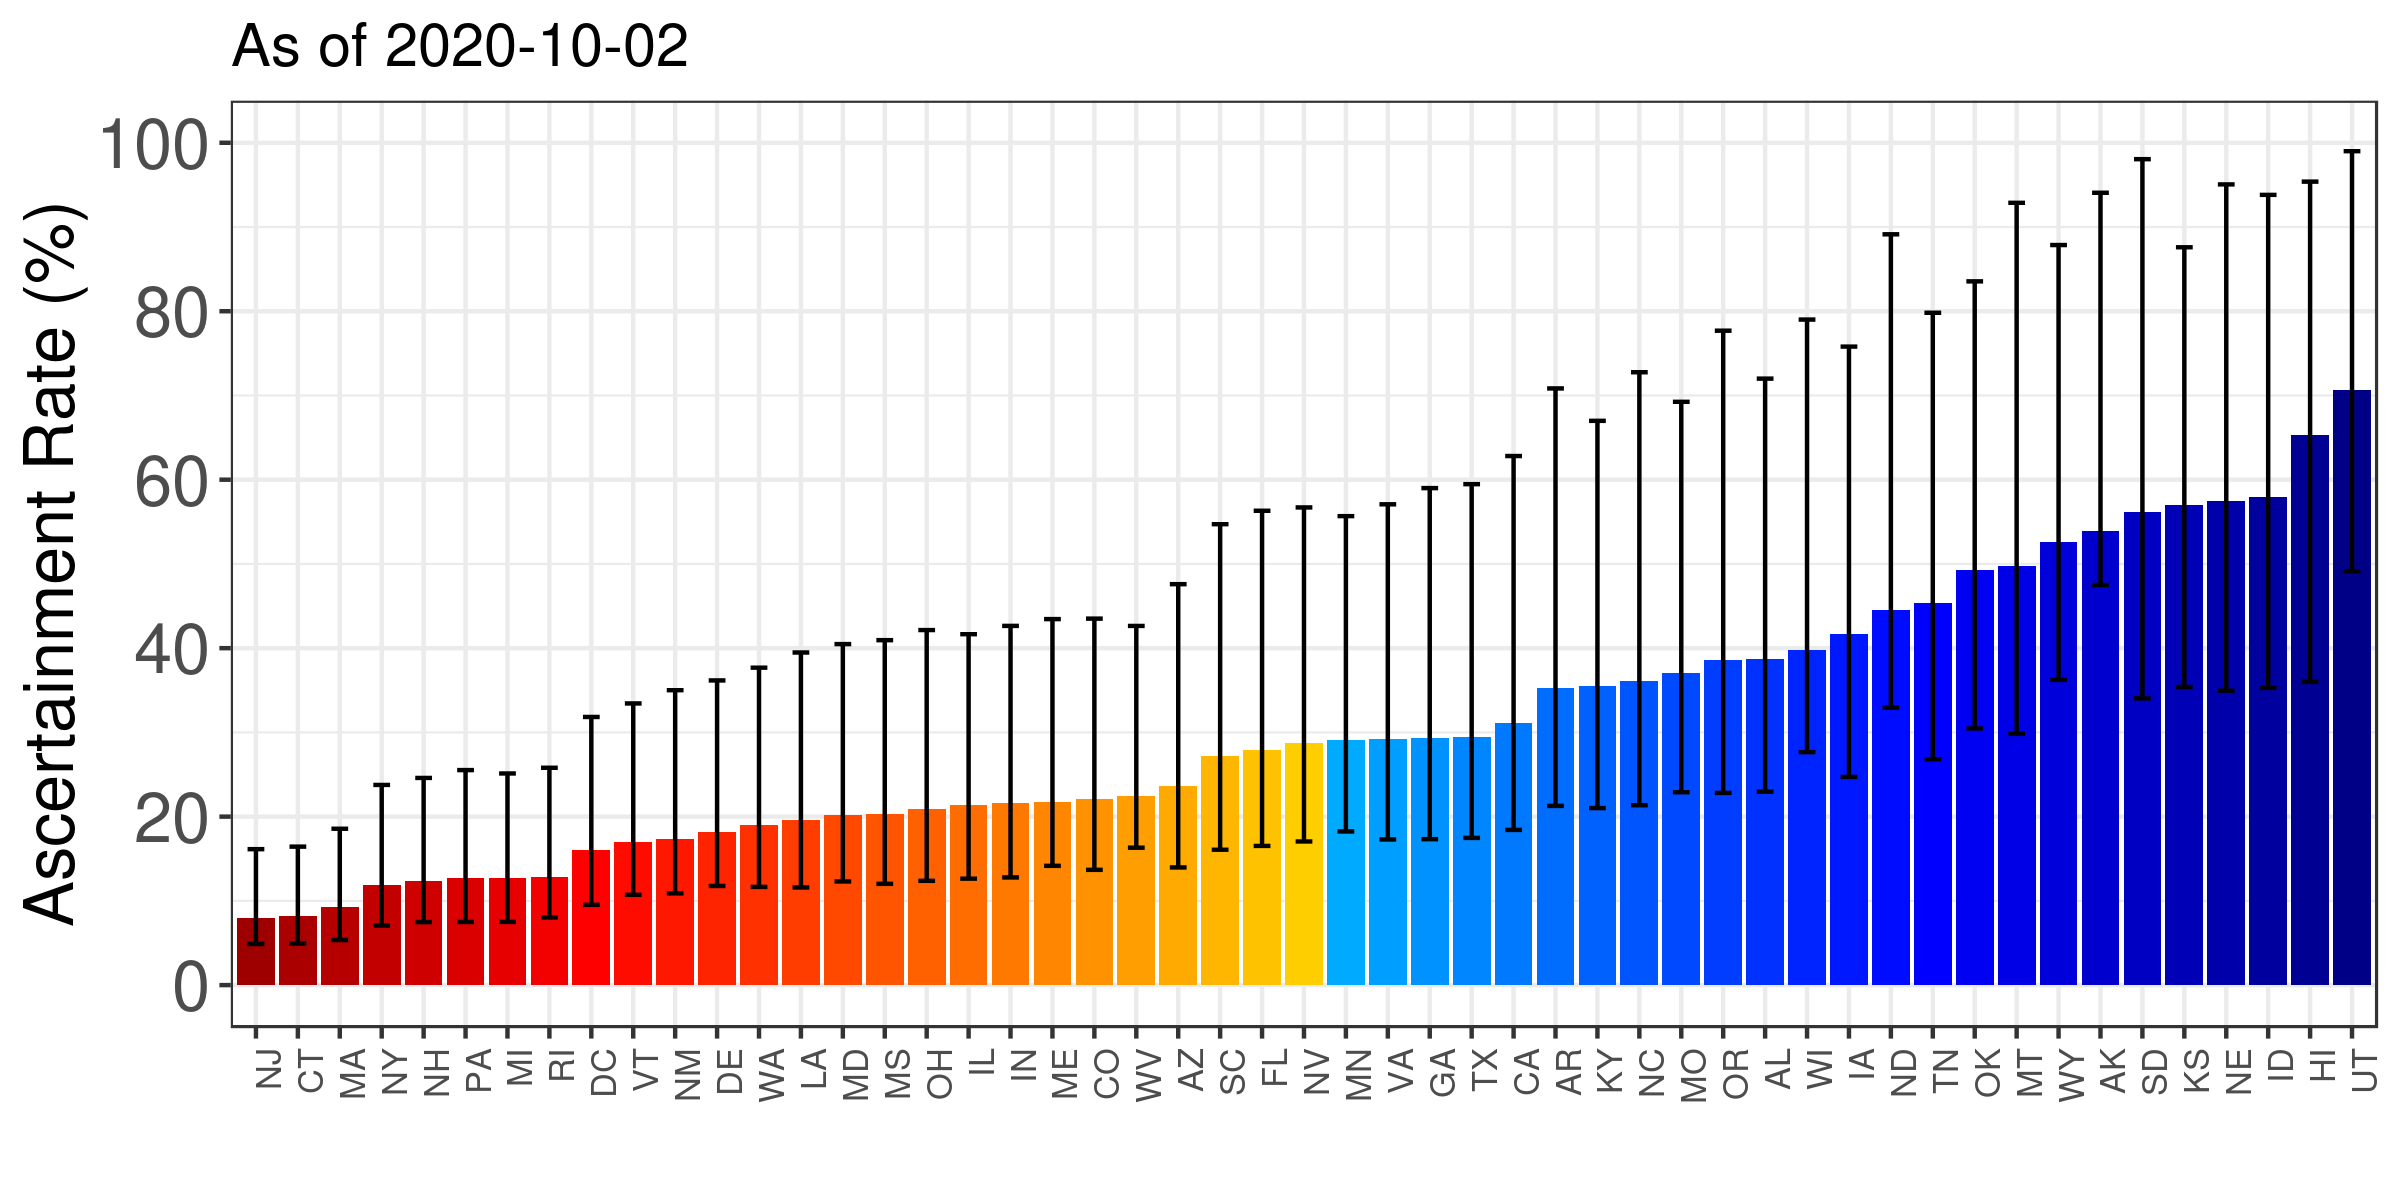 As of 2020-10-02
Ascertainment Rate (%)
100
80
60
40
20
0
NJ CT MA NY NH PA MI RI DC VT NM DE WA LA MD MS OH IL IN ME CO WV AZ SC FL NV MN VA GA TX CA AR KY NC MO OR AL WI IA ND TN OK MT WY AK SD KS NE ID HI UT